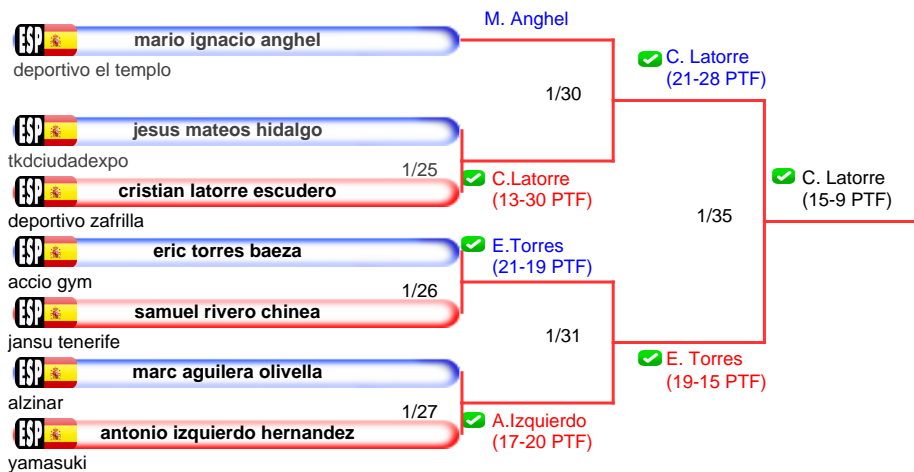 ESP mario ignacio anghel
deportivo el templo
ESP jesus mateos hidalgo
tkdciudadexpo
1/25
ESP cristian latorre escudero
deportivo zafrilla
ESP eric torres baeza
accio gym
1/26
ESP samuel rivero chinea
jansu tenerife
ESP marc aguilera olivella
alzinar
1/27
ESP antonio izquierdo hernandez
yamasuki
M. Anghel
1/30
C.Latorre
(13-30 PTF)
E.Torres
(21-19 PTF)
1/31
A.Izquierdo
(17-20 PTF)
C. Latorre
(21-28 PTF)
1/35
E. Torres
(19-15 PTF)
C. Latorre
(15-9 PTF)